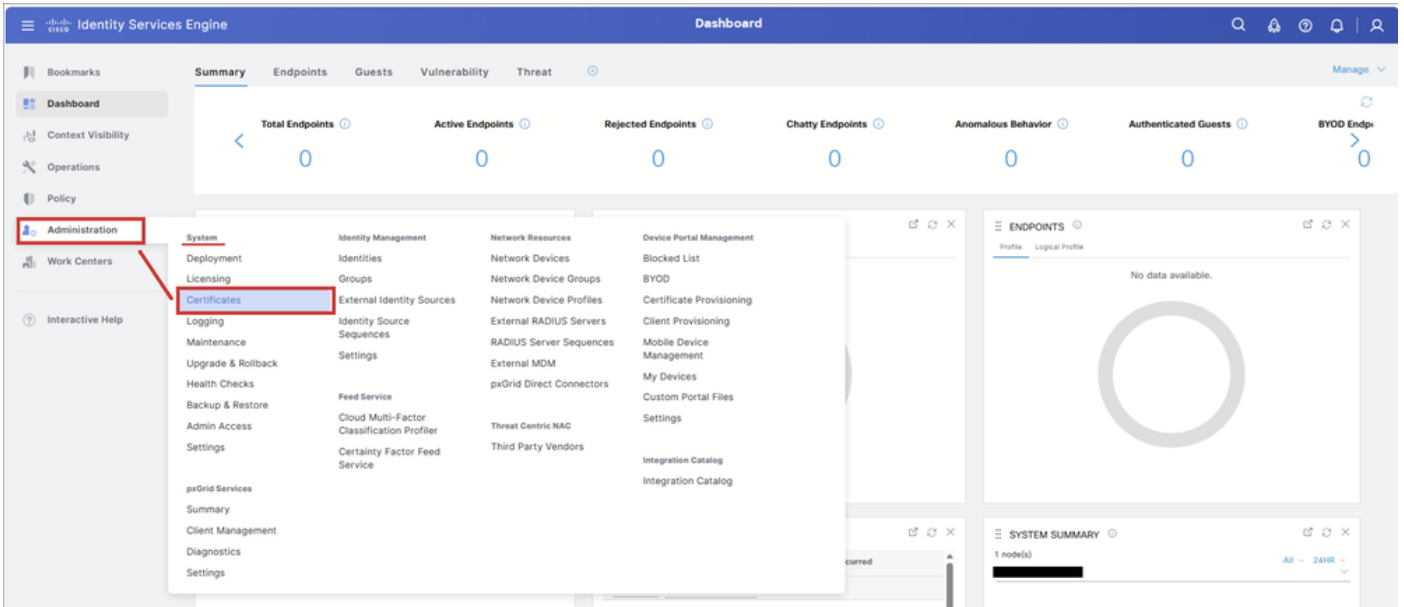 cisco Identity Services Engine
Dashboard
Bookmarks
Dashboard
Context Visibility
Operations
Policy
Administration
Work Centers
Interactive Help
Summary Endpoints Guests Vulnerability Threat
Manage
Total Endpoints Active Endpoints Rejected Endpoints Chatty Endpoints Anomalous Behavior Authenticated Guests BYOD Endp
0 0 0 0 0 0 0
System
Deployment
Licensing
Certificates
Logging
Maintenance
Upgrade & Rollback
Health Checks
Backup & Restore
Admin Access
Settings
pxGrid Services
Summary
Client Management
Diagnostics
Settings
Identity Management
Identities
Groups
External Identity Sources
Identity Source
Sequences
Settings
Feed Service
Cloud Multi-Factor
Classification Profiler
Certainty Factor Feed
Service
Network Resources
Network Devices
Network Device Groups
Network Device Profiles
External RADIUS Servers
RADIUS Server Sequences
External MDM
pxGrid Direct Connectors
Threat Centric NAC
Third Party Vendors
Device Portal Management
Blocked List
BYOD
Certificate Provisioning
Client Provisioning
Mobile Device
Management
My Devices
Custom Portal Files
Settings
Integration Catalog
Integration Catalog
ENDPOINTS
Profile Logical Profile
No data available.
curred
SYSTEM SUMMARY
1 node(s)
All 24HR